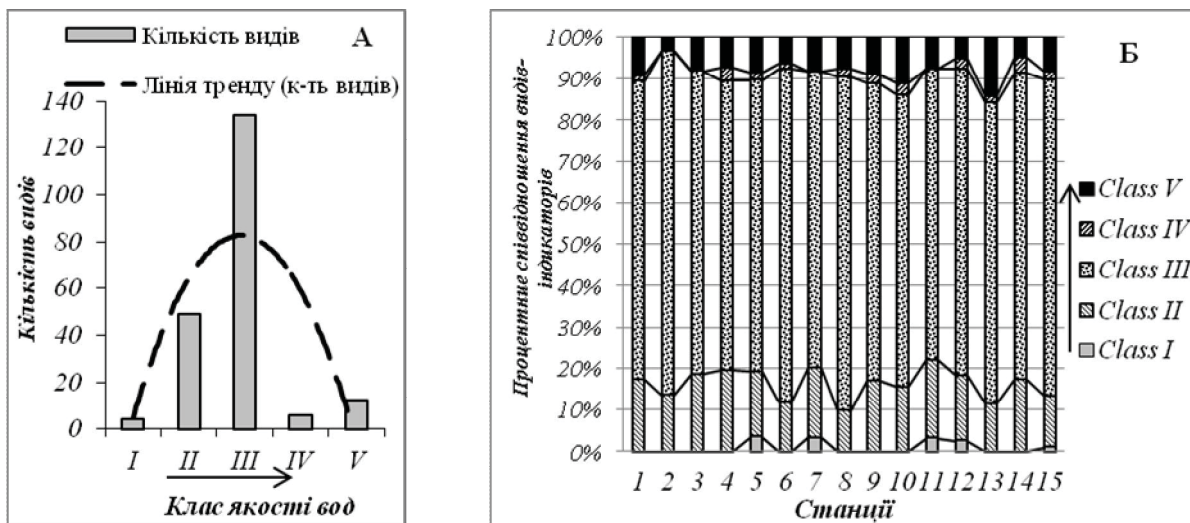 Кількість видів
А
Лінія тренду (к-ть видів)
140
120
100
80
60
40
20
0
Кількість видів
I II III IV V
Клас якості вод
Б
100%
90%
80%
70%
60%
50%
40%
30%
20%
10%
0%
Процентние співвідношення видів-
індикаторів
1 2 3 4 5 6 7 8 9 10 11 12 13 14 15
Станції
Class V
Class IV
Class III
Class II
Class I